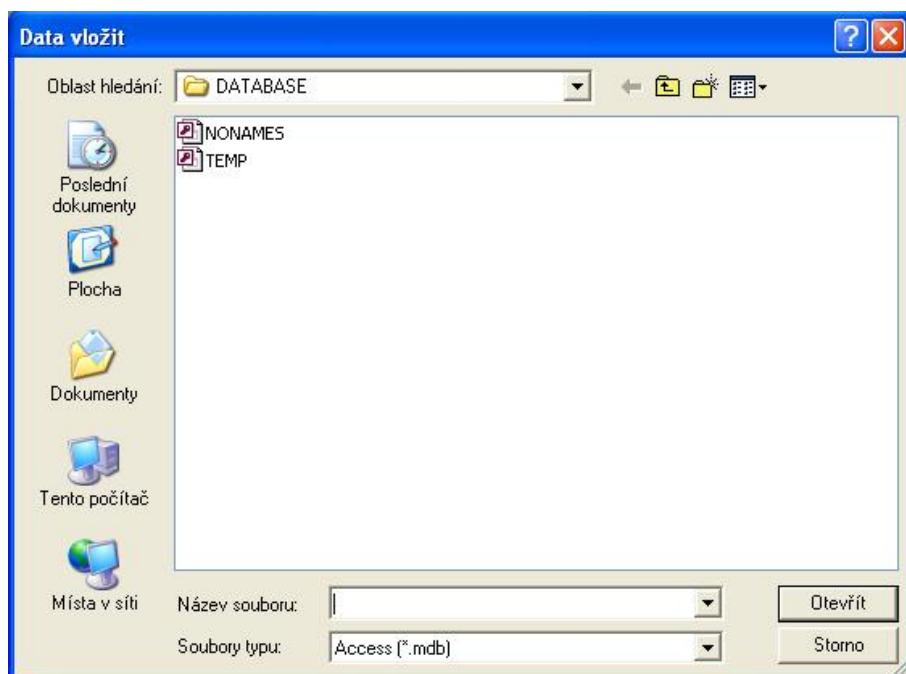 Data vložit
Oblast hledání:
DATABASE
NONAMES
TEMP
Poslední
dokumenty
Plocha
Dokumenty
Tento počítač
Místa v síti
Název souboru:
Otevřít
Soubory typu:
Access (*.mdb)
Storno